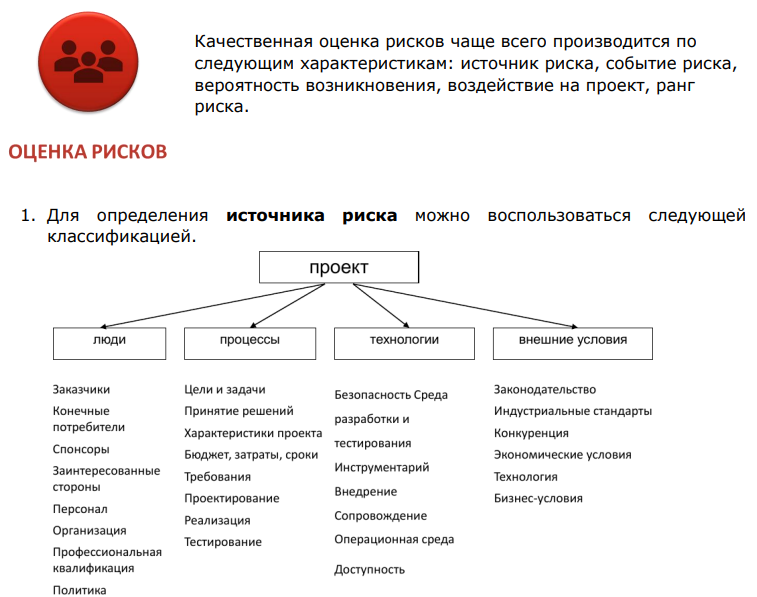 Качественная оценка рисков чаще всего производится по
следующим характеристикам: источник риска, событие риска,
вероятность возникновения, воздействие на проект, ранг
риска.
ОЦЕНКА РИСКОВ
1. Для определения источника риска можно воспользоваться следующей
классификацией.
проект
люди
процессы
технологии
внешние условия
Заказчики
Конечные
потребители
Спонсоры
Заинтересованные
стороны
Персонал
Организация
Профессиональная
квалификация
Политика
Цели и задачи
Принятие решений
Характеристики проекта
Бюджет, затраты, сроки
Требования
Проектирование
Реализация
Тестирование
Безопасность Среда
разработки и
тестирования
Инструментарий
Внедрение
Сопровождение
Операционная среда
Доступность
Законодательство
Индустриальные стандарты
Конкуренция
Экономические условия
Технология
Бизнес-условия